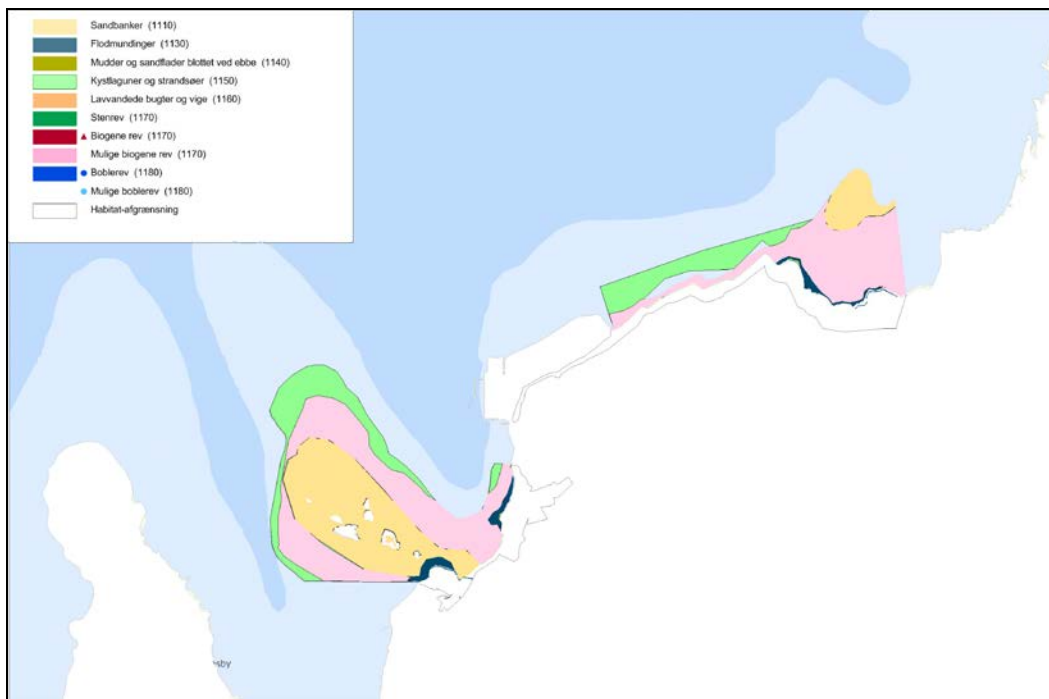 Sandbanker (1110)
Flodmundinger (1130)
Mudder og sandflader blottet ved ebbe (1140)
Kystlaguner og strandsøer (1150)
Lavvandede bugter og vige (1160)
Stenrev (1170)
Biogene rev (1170)
Mulige biogene rev (1170)
Boblerev (1180)
Mulige boblerev (1180)
Habitat-afgrænsning